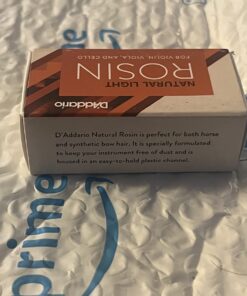 NATURAL LIGHT
ROSIN
FOR VIOLIN, VIOLA AND CELLO
D'Addario
D'Addario Natural Rosin is perfect for both horse
and synthetic bow hair. It is specially formulated
to keep your instrument free of dust and is
housed in an easy-to-hold plastic channel.
prime